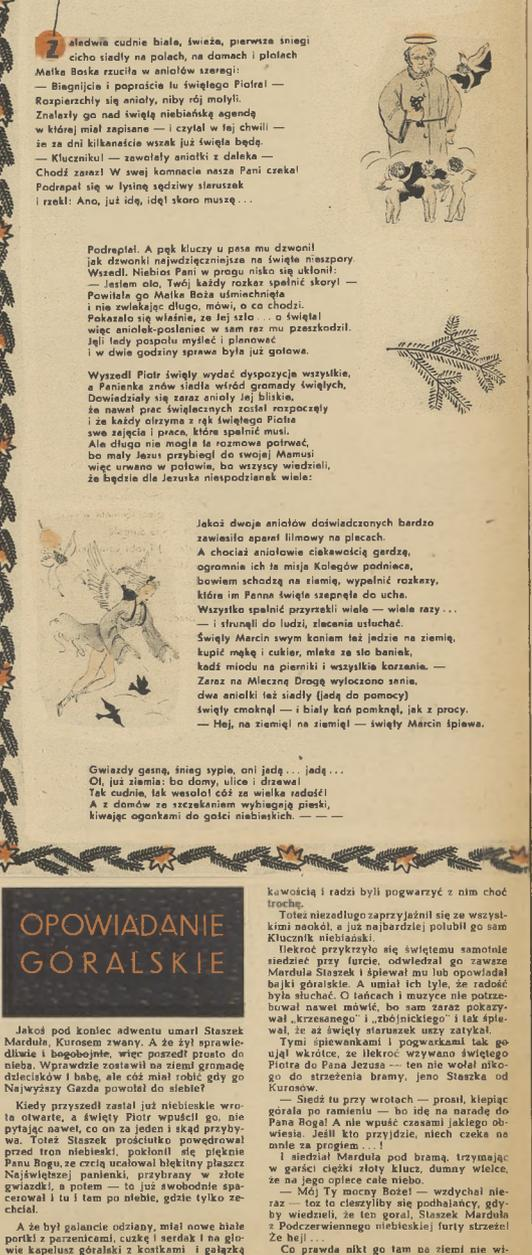 Zaledwie cudnie biała, świeże, pierwsze śniegi
cicho siadły na polach, na domach i płotach
Matka Boska rzuciła w aniołów szeregi:
— Biegnijcie i poproście tu świętego Piotra! —
Rozpierzchły się anioły, niby rój motyli.
Znalazły go nad świętą niebiańską agendą
w której miał zapisane — i czytał w tej chwili —
że za dni kilkanaście wszak już święta będą.
— Kluczniku! — zawołały aniołki z daleka —
Chodź zaraz! W swej komnacie nasza Pani czeka!
Podrapał się w łysinę sędziwy staruszek
i rzekł: Ano, już idę, idę! skoro muszę...
Podreptał. A pęk kluczy u pasa mu dzwonił
jak dzwonki najwdzięczniejsze na święte nieszpory.
Wszedł. Niebios Pani w progu nisko się ukłonił:
— Jestem oto, Twój każdy rozkaz spełnić skory! —
Powitała go Matka Boża uśmiechnięta
i nie zwlekając długo, mówi, o co chodzi.
Pokazało się właśnie, że Jej szło ... o święta!
więc aniołek-posłaniec w sam raz mu przeszkodził.
Jęli tedy pospołu myśleć i planować
i w dwie godziny sprawa była już gotowa.
Wyszedł Piotr święty wydać dyspozycje wszystkie,
a Panienka znów siadła wśród gromady świętych,
Dowiadziały się zaraz anioły Jej bliskie,
że nawał prac świątecznych został rozpoczęty
i że każdy otrzyma z rąk świętego Piotra
swe zajęcia i prace, które spełnić musi.
Ale długo nie mogła ta rozmowa potrwać,
bo mały Jezus przybiegł do swojej Mamusi
więc urwano w połowie, bo wszyscy wiedzieli,
że będzie dla Jezuska niespodzianek wiele:
Jakoż dwoje aniołów doświadczonych bardzo
zawiesiło aparat filmowy na plecach.
A chociaż aniołowie ciekawością gardzą,
ogromnie ich ta misja Kolegów podnieca,
bowiem schodzą na ziemię, wypełnić rozkazy,
które im Panna święta szepnęła do ucha.
Wszystko spełnić przyrzekli wiele — wiele razy...
— i sfrunęli do ludzi, zlecenia usłuchać.
Święty Marcin swym koniem też jedzie na ziemię,
kupić mąkę i cukier, mleka ze sto baniek,
kadź miodu na pierniki i wszystkie korzenie. —
Zaraz na Mleczną Drogę wytoczono sanie,
dwa aniołki też siadły (jadą do pomocy)
święty cmoknął — i biały koń pomknął, jak z procy.
— Hej, na ziemię! na ziemię! — święty Marcin śpiewa.
Gwiazdy gasną, śnieg sypie, oni jadą ... jadą ...
O!, już ziemia: bo domy, ulice i drzewa!
Tak cudnie, tak wesoło! cóż za wielka radość!
A z domów ze szczekaniem wybiegają pieski,
kiwając ogonkami do gości niebieskich. — — —
OPOWIADANIE
GÓRALSKIE
Jakoś pod koniec adwentu umarł Staszek
Marduła, Kurosem zwany. A że żył sprawie-
dliwie i bogobojnie, więc poszedł prosto do
nieba. Wprawdzie zostawił na ziemi gromadę
dziecisków i babę, ale cóż miał robić gdy go
Najwyższy Gazda powołał do siebie?
Kiedy przyszedł zastał już niebieskie wro-
ta otwarte, a święty Piotr wpuścił go, nie
pytając nawet, co on za jeden i skąd przyby-
wa. Toteż Staszek prościutko powędrował
przed tron niebieski, pokłonił się pięknie
Panu Bogu, ze czcią ucałował błękitny płaszcz
Najświętszej panienki, przybrany w złote
gwiazdki, a potem — to już swobodnie spa-
cerował i tu i tam po niebie, gdzie tylko ze-
chciał.
A że był galancie odziany, miał nowe białe
portki z parzenicami, cuzkę i serdak i na gło-
wie kapelusz góralski z kostkami i gałązką
kawością i radzi byli pogwarzyć z nim choć
trochę.
Toteż niezadługo zaprzyjaźnił się ze wszyst-
kimi naokół, a już najbardziej polubił go sam
Klucznik niebiański.
Ilekroć przykrzyło się świętemu samotnie
siedzieć przy furcie, odwiedzał go zawsze
Marduła Staszek i śpiewał mu lub opowiadał
bajki góralskie. A umiał ich tyle, że radość
była słuchać. O tańcach i muzyce nie potrze-
bował nawet mówić, bo sam zaraz pokazy-
wał „krzesanego" i „zbójnickiego" i tak śpie-
wał, że aż święty staruszek uszy zatykał.
Tymi śpiewankami i pogwarkami tak go
ujął wkrótce, że ilekroć wzywano świętego
Piotra do Pana Jezusa — ten nie wołał niko-
go do strzeżenia bramy, jeno Staszka od
Kurosów.
— Siędź tu przy wrotach — prosił, klepiąc
górala po ramieniu — bo idę na naradę do
Pana Boga! A nie wpuść czasami jakiego ob-
wiesia. Jeśli kto przyjdzie, niech czeka na
mnie za progiem ...!
I siedział Marduła pod bramą, trzymając
w garści ciężki złoty klucz, dumny wielce,
że na jego opiece całe niebo.
— Mój Ty mocny Boże! — wzdychał nie-
raz — toż to cieszyliby się podhalańcy, gdy-
by wiedzieli, że ten góral, Staszek Marduła
z Podczerwiennego niebieskiej furty strzeże!
Ze hej! ...
Co prawda nikt go tam na ziemi nie wi-